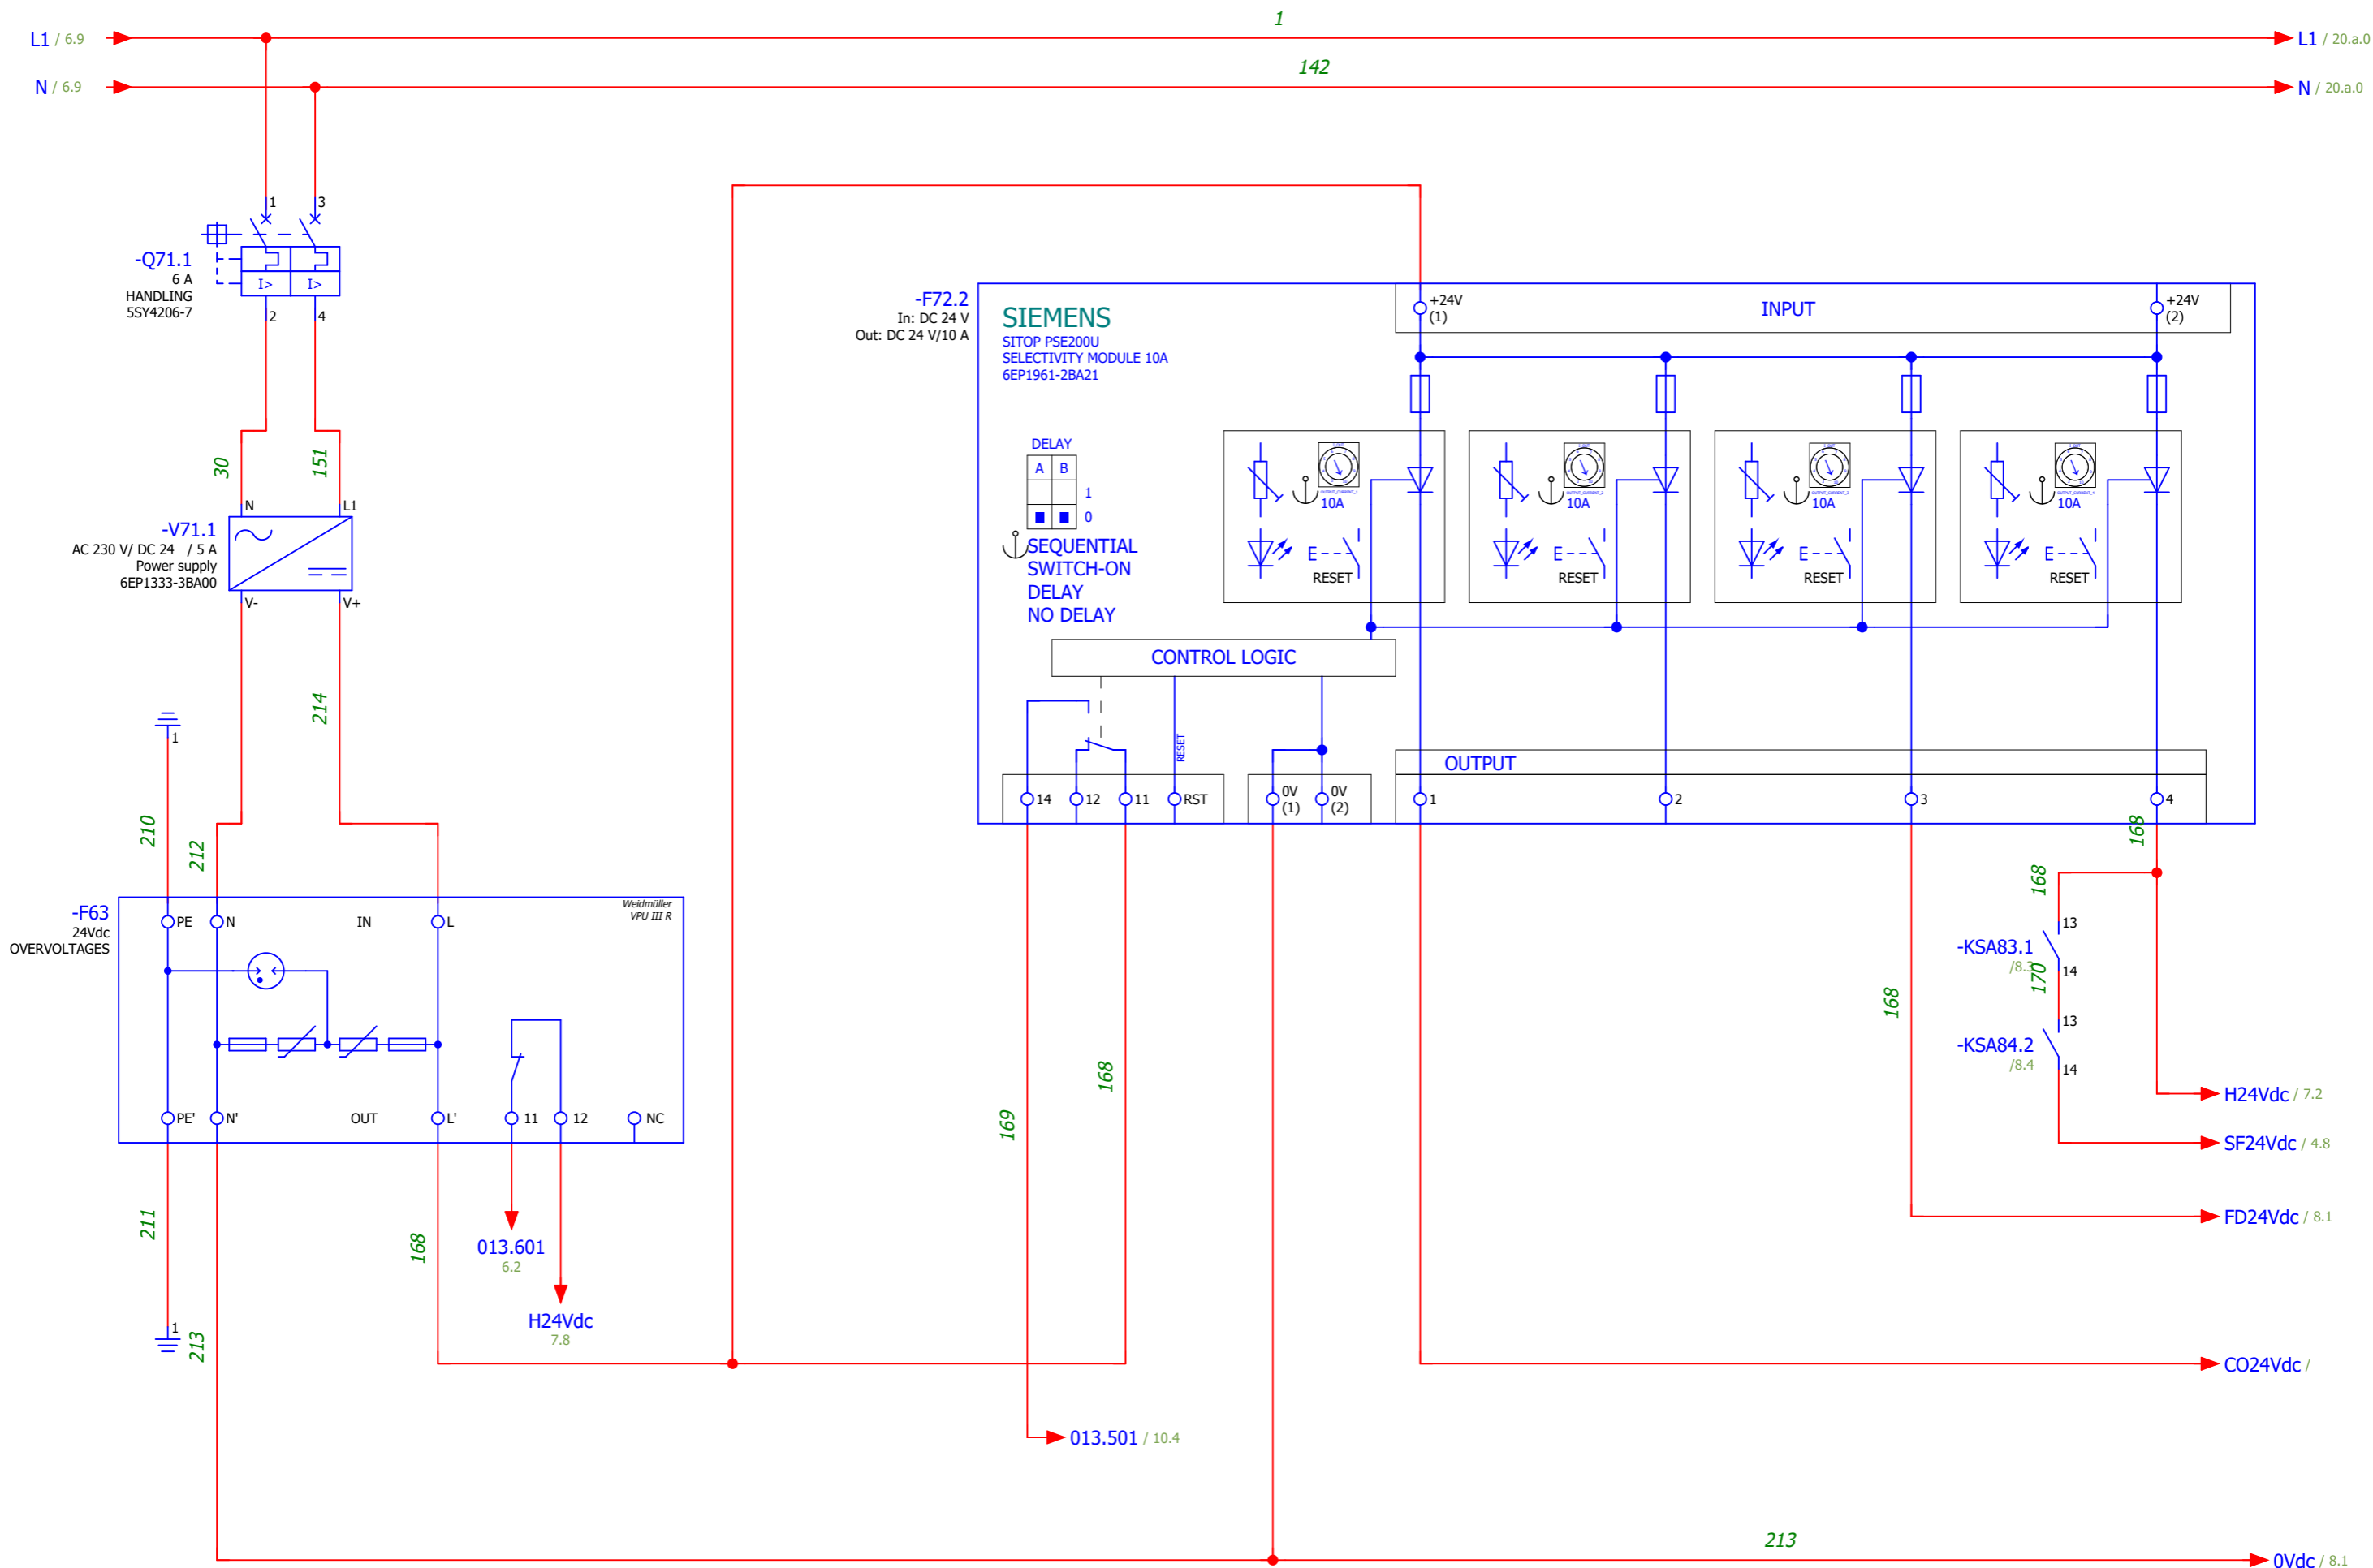 1
L1 / 6.9
L1 / 20.a.0
142
N / 6.9
N / 20.a.0
1
3
-Q71.1
6 A
HANDLING
5SY4206-7
I>
I>
2
4
30
151
N
L1
-V71.1
AC 230 V/ DC 24 / 5 A
Power supply
6EP1333-3BA00
V-
V+
214
1
210
212
-F63
24Vdc
OVERVOLTAGES
Weidmüller
VPU III R
PE
N
IN
L
PE'
N'
OUT
L'
11
12
NC
211
1
213
168
013.601
6.2
H24Vdc
7.8
-F72.2
In: DC 24 V
Out: DC 24 V/10 A
SIEMENS
SITOP PSE200U
SELECTIVITY MODULE 10A
6EP1961-2BA21
+24V
(1)
INPUT
+24V
(2)
DELAY
A B
1
0
SEQUENTIAL
SWITCH-ON
DELAY
NO DELAY
OUTPUT_CURRENT_1
10A
E
RESET
OUTPUT_CURRENT_2
10A
E
RESET
OUTPUT_CURRENT_3
10A
E
RESET
OUTPUT_CURRENT_4
10A
E
RESET
CONTROL LOGIC
RESET
OUTPUT
14
12
11
RST
0V
(1)
0V
(2)
1
2
3
4
168
168
13
-KSA83.1
/8.3
14
170
13
-KSA84.2
/8.4
14
168
168
169
H24Vdc / 7.2
SF24Vdc / 4.8
FD24Vdc / 8.1
CO24Vdc /
013.501 / 10.4
213
0Vdc / 8.1